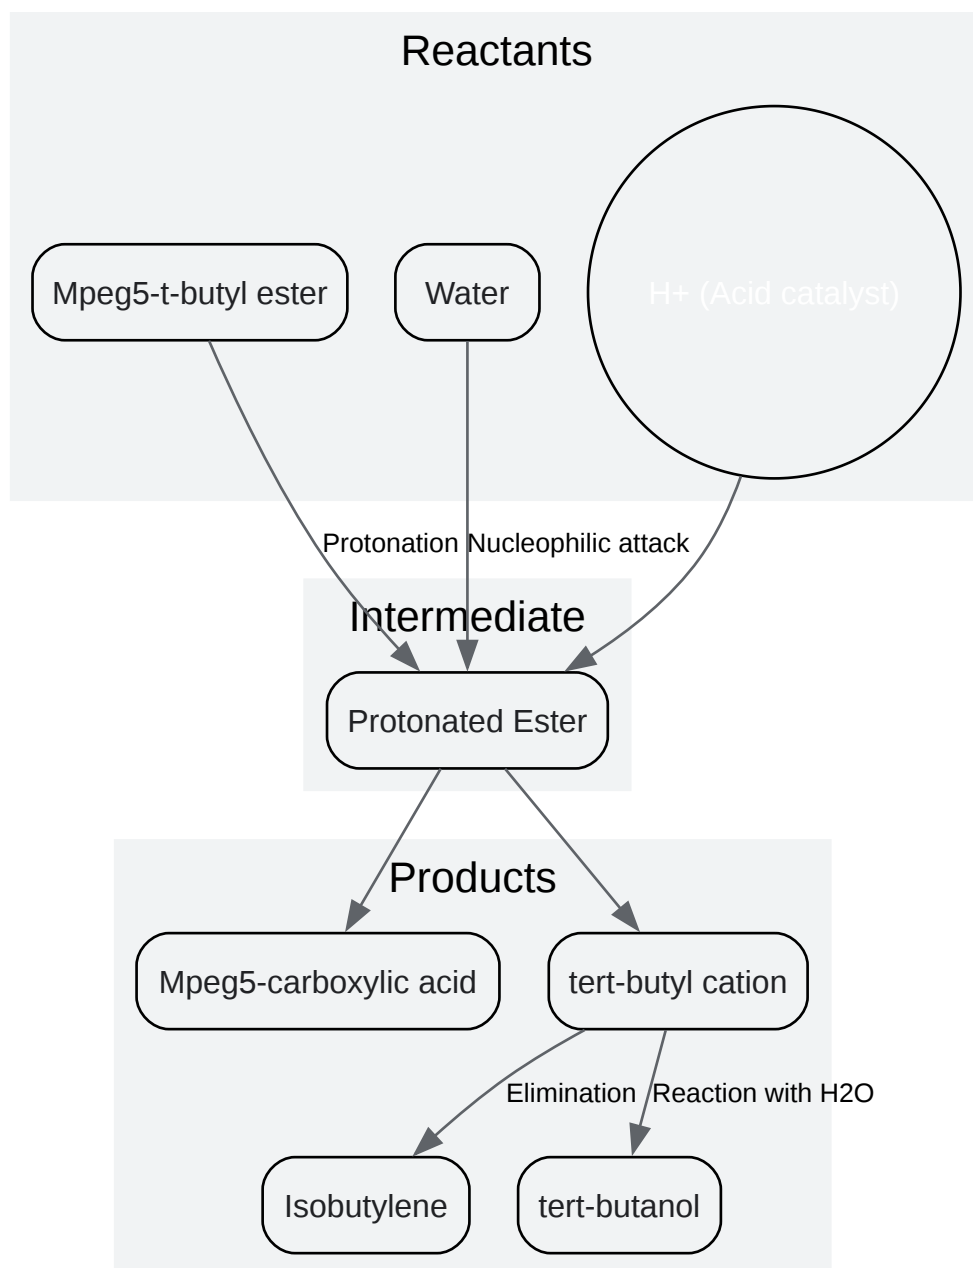 Reactants
Mpeg5-t-butyl ester
Water
H+ (Acid catalyst)
Protonation
Nucleophilic attack
Intermediate
Protonated Ester
Products
Mpeg5-carboxylic acid
tert-butyl cation
Elimination
Reaction with H2O
Isobutylene
tert-butanol